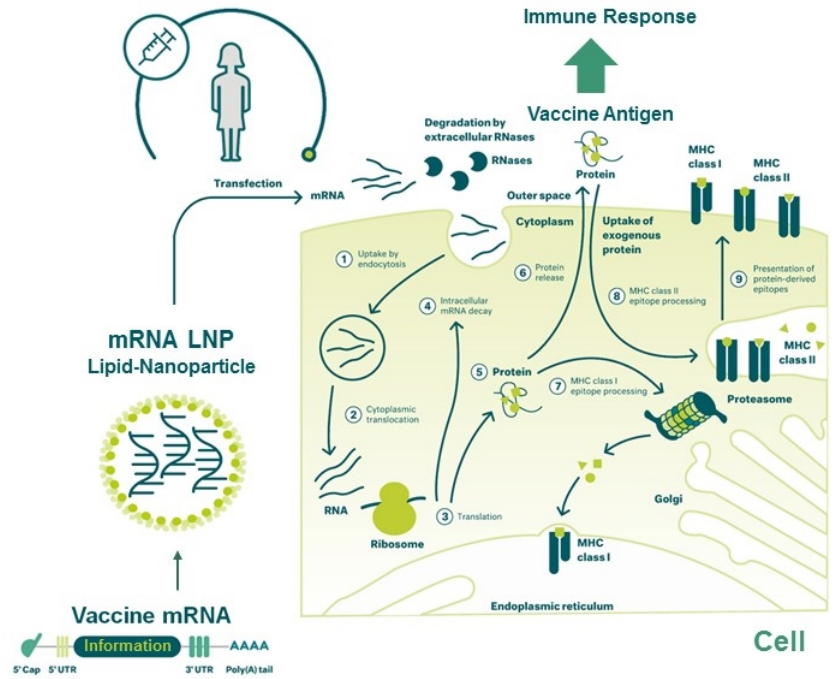 Immune Response
Vaccine Antigen
Protein
Degradation by
extracellular RNases
RNases
Transfection
mRNA
Outer space
Cytoplasm
Uptake of
exogenous
protein
MHC
class I
MHC
class II
1 Uptake by
endocytosis
6 Protein
release
4 Intracellular
mRNA decay
8 MHC class II
epitope processing
9 Presentation of
protein-derived
epitopes
mRNA LNP
Lipid-Nanoparticle
MHC
class II
5 Protein
7 MHC class I
epitope processing
Proteasome
2 Cytoplasmic
translocation
RNA
Ribosome
3 Translation
Golgi
MHC
class I
Endoplasmic reticulum
Vaccine mRNA
Information
AAAA
5' Cap
5' UTR
3' UTR
Poly(A) tail
Cell